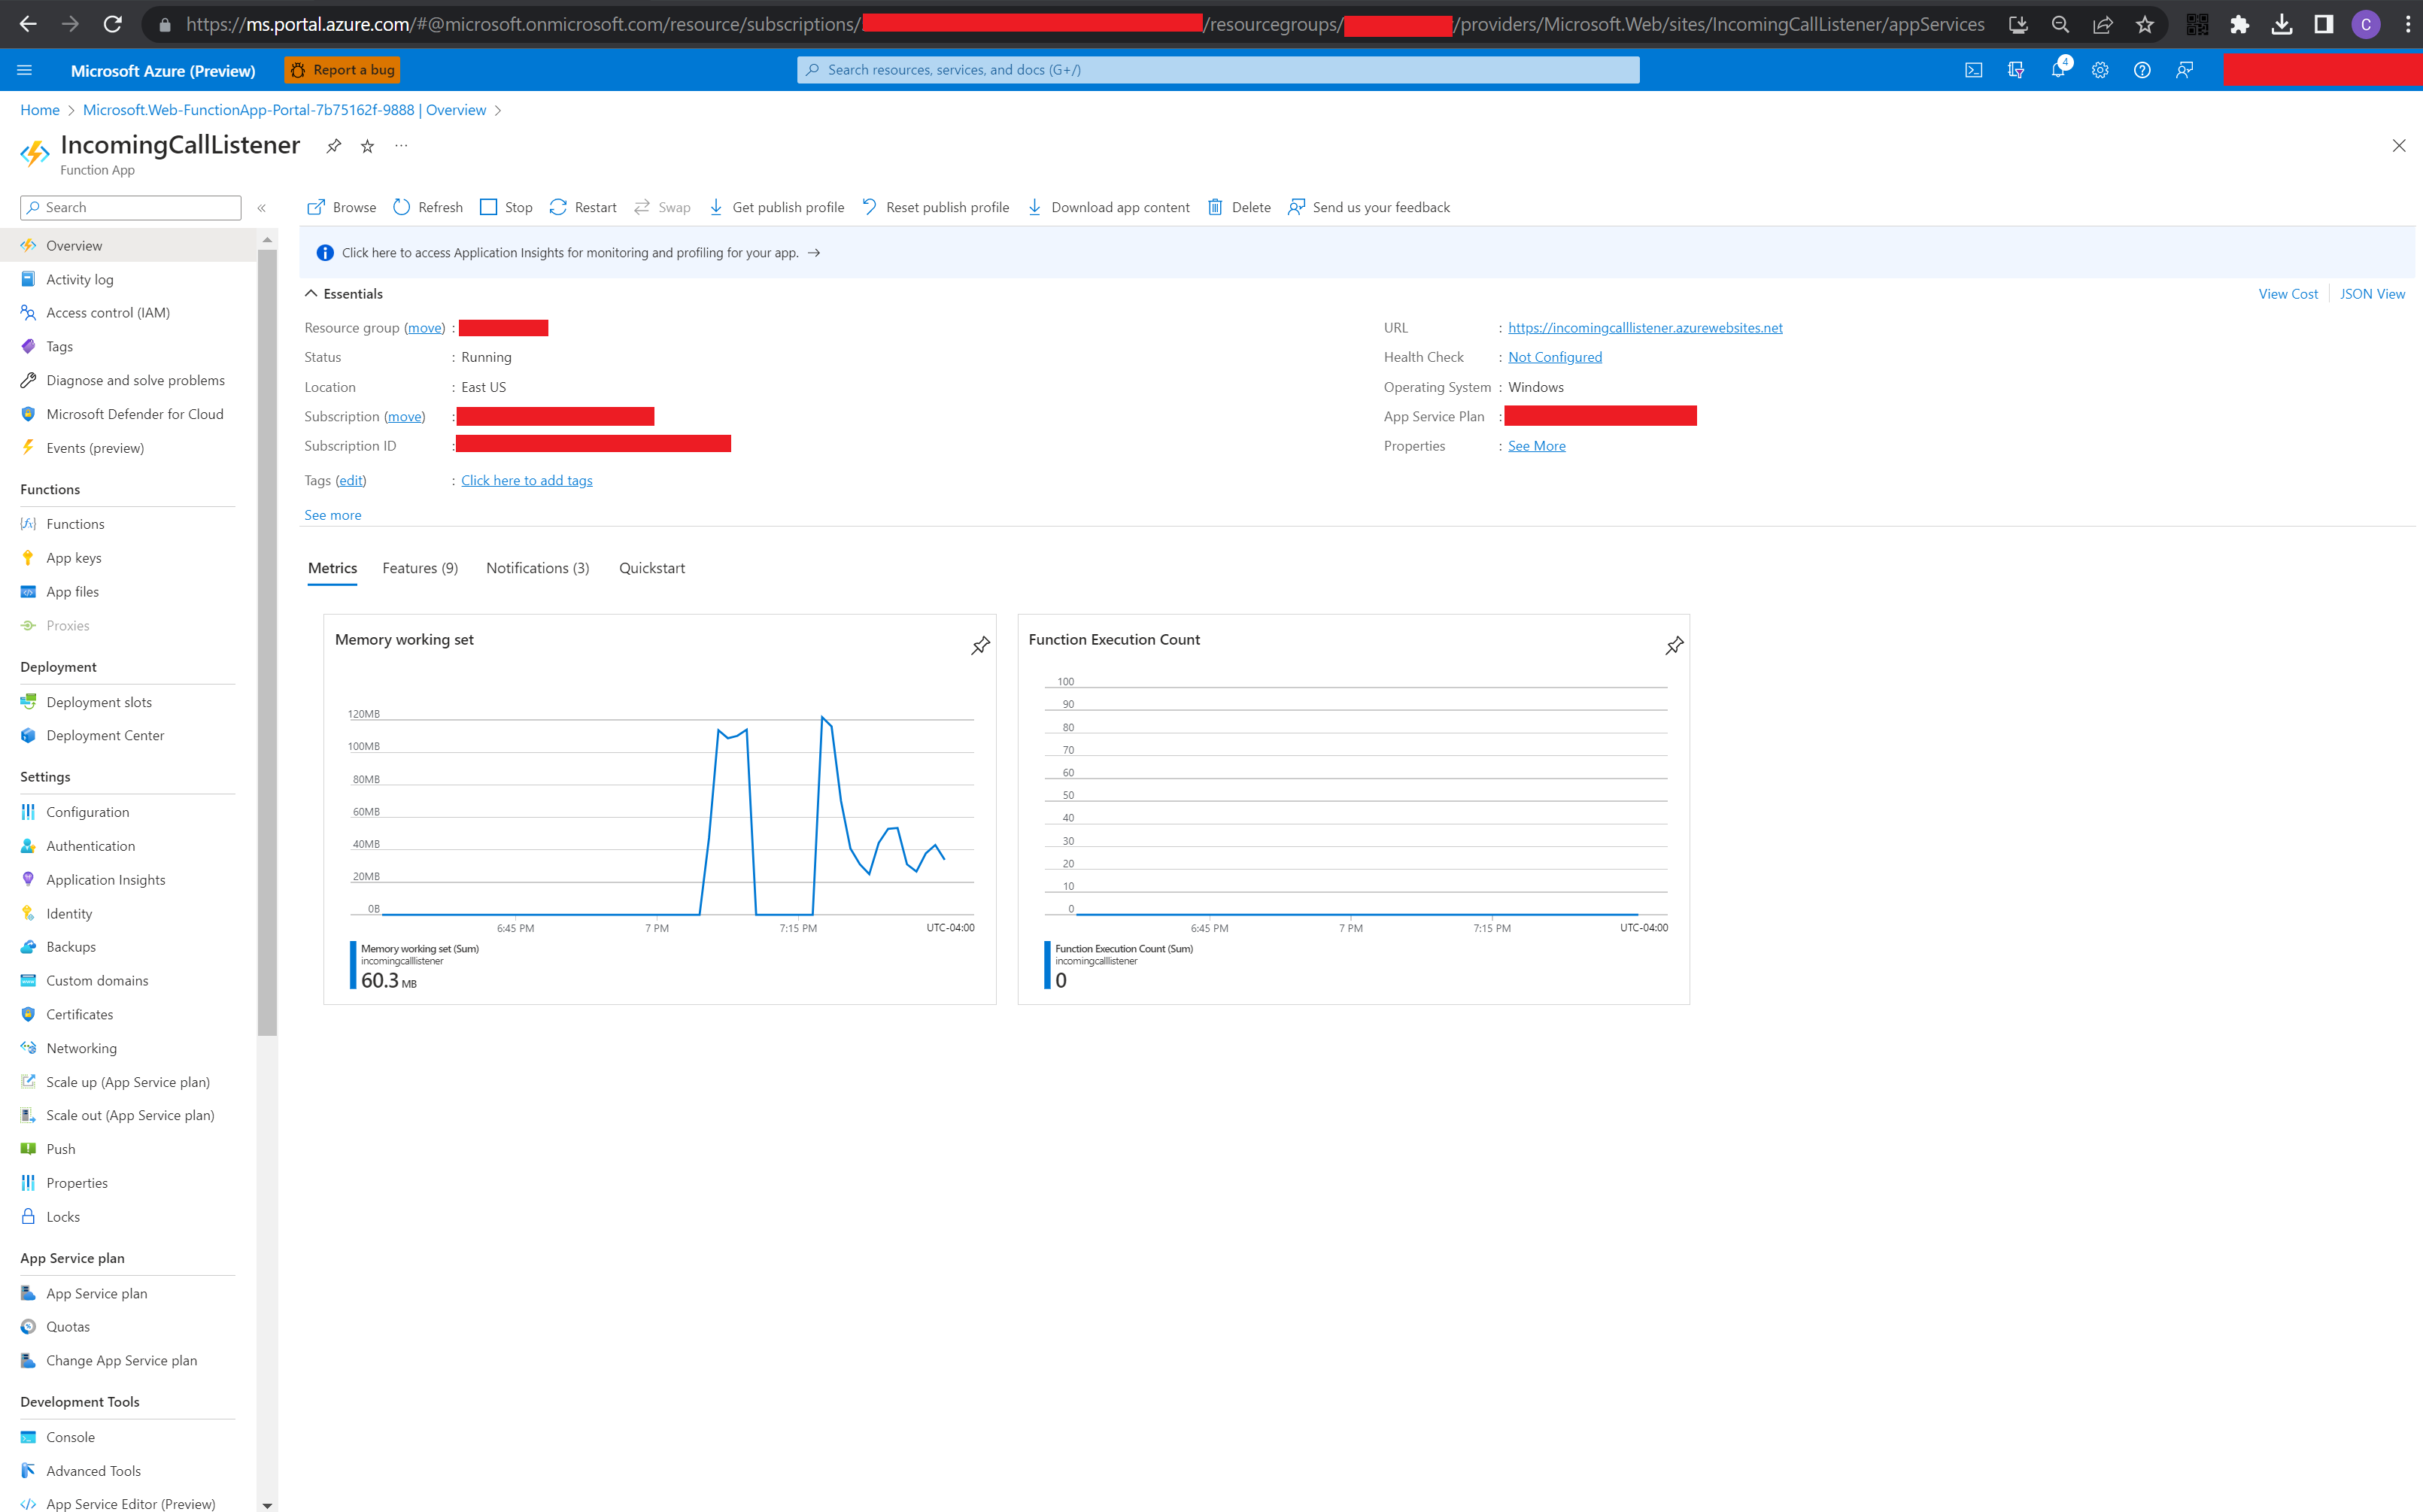 https://ms.portal.azure.com/#@microsoft.onmicrosoft.com/resource/subscriptions/ /resourcegroups/ /providers/Microsoft.Web/sites/IncomingCallListener/appServices
C
Microsoft Azure (Preview)
Report a bug
Search resources, services, and docs (G+/)
4
Home > Microsoft.Web-FunctionApp-Portal-7b75162f-9888 | Overview >
IncomingCallListener
Function App
Search
«
Browse Refresh Stop Restart Swap Get publish profile Reset publish profile Download app content Delete Send us your feedback
Click here to access Application Insights for monitoring and profiling for your app. →
Essentials
View Cost JSON View
Resource group (move) :
Status : Running
Location : East US
Subscription (move) :
Subscription ID :
Tags (edit) : Click here to add tags
See more
URL : https://incomingcalllistener.azurewebsites.net
Health Check : Not Configured
Operating System : Windows
App Service Plan :
Properties : See More
Overview
Activity log
Access control (IAM)
Tags
Diagnose and solve problems
Microsoft Defender for Cloud
Events (preview)
Functions
Functions
App keys
App files
Proxies
Deployment
Deployment slots
Deployment Center
Settings
Configuration
Authentication
Application Insights
Identity
Backups
Custom domains
Certificates
Networking
Scale up (App Service plan)
Scale out (App Service plan)
Push
Properties
Locks
App Service plan
App Service plan
Quotas
Change App Service plan
Development Tools
Console
Advanced Tools
App Service Editor (Preview)
Metrics Features (9) Notifications (3) Quickstart
Memory working set
120MB
100MB
80MB
60MB
40MB
20MB
0B
6:45 PM 7 PM 7:15 PM UTC-04:00
Memory working set (Sum)
incomingcalllistener
60.3 MB
Function Execution Count
100
90
80
70
60
50
40
30
20
10
0
6:45 PM 7 PM 7:15 PM UTC-04:00
Function Execution Count (Sum)
incomingcalllistener
0